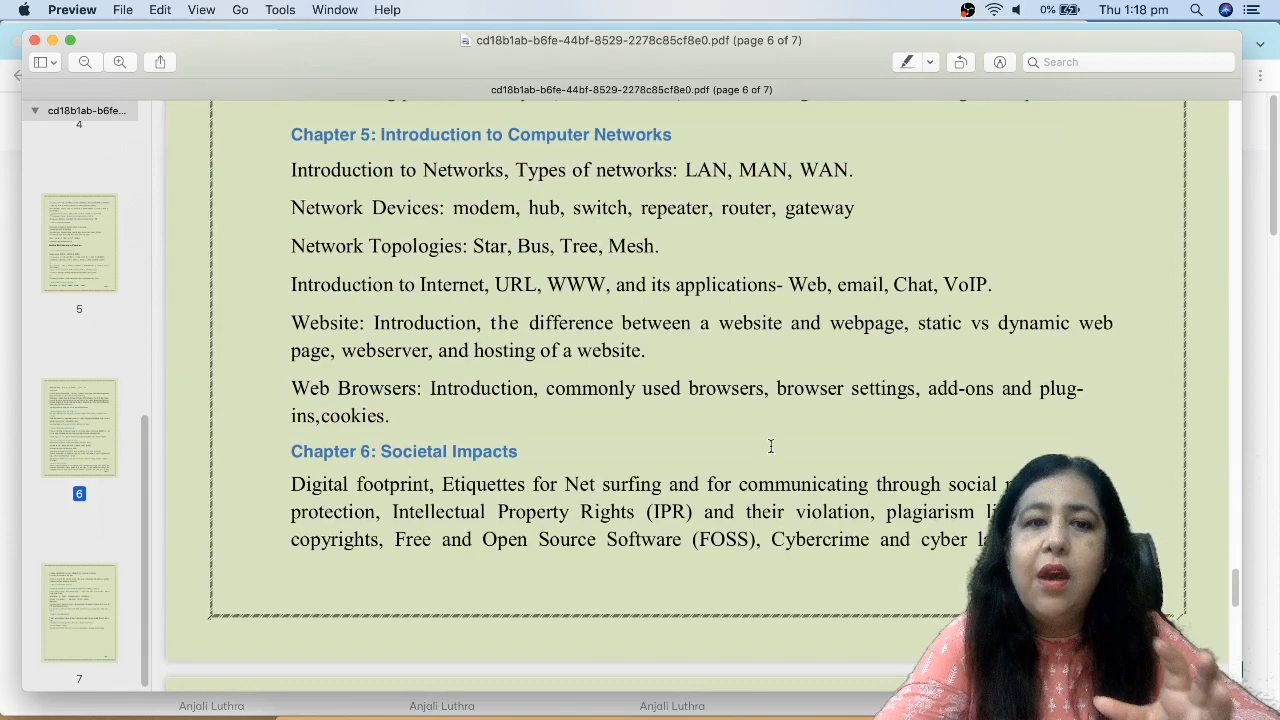 Preview File Edit View Go Tools Window Help 0% Thu 1:18 pm
cd18b1ab-b6fe-44bf-8529-2278c85cf8e0.pdf (page 6 of 7)
Search
cd18b1ab-b6fe-44bf-8529-2278c85cf8e0.pdf (page 6 of 7)
cd18b1ab-b6fe...
4
5
6
7
Chapter 5: Introduction to Computer Networks
Introduction to Networks, Types of networks: LAN, MAN, WAN.
Network Devices: modem, hub, switch, repeater, router, gateway
Network Topologies: Star, Bus, Tree, Mesh.
Introduction to Internet, URL, WWW, and its applications- Web, email, Chat, VoIP.
Website: Introduction, the difference between a website and webpage, static vs dynamic web
page, webserver, and hosting of a website.
Web Browsers: Introduction, commonly used browsers, browser settings, add-ons and plug-
ins,cookies.
Chapter 6: Societal Impacts
Digital footprint, Etiquettes for Net surfing and for communicating through social
protection, Intellectual Property Rights (IPR) and their violation, plagiarism
copyrights, Free and Open Source Software (FOSS), Cybercrime and cyber
Anjali Luthra Anjali Luthra Anjali Luthra